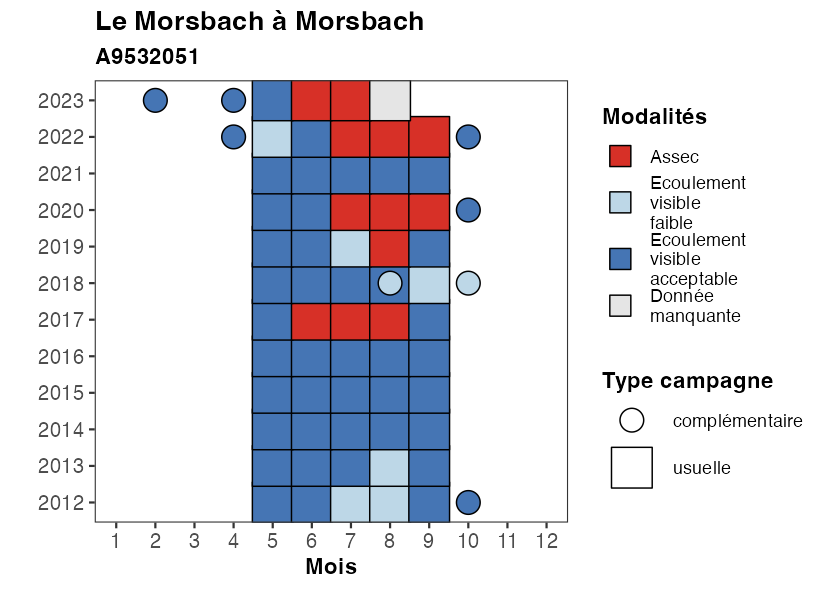 Le Morsbach à Morsbach
A9532051
2023
2022
2021
2020
2019
2018
2017
2016
2015
2014
2013
2012
1 2 3 4 5 6 7 8 9 10 11 12
Mois
Modalités
Assec
Ecoulement
visible
faible
Ecoulement
visible
acceptable
Donnée
manquante
Type campagne
complémentaire
usuelle